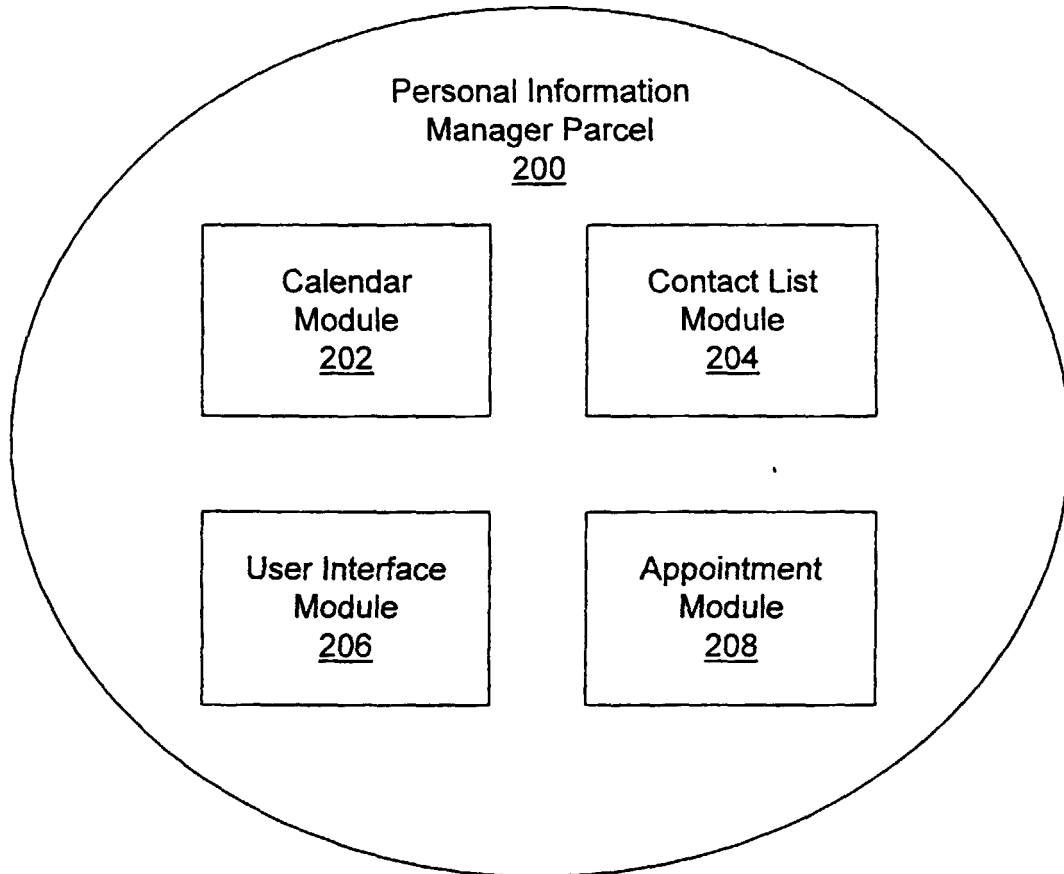 Personal Information
Manager Parcel
200
Calendar
Module
202
Contact List
Module
204
User Interface
Module
206
Appointment
Module
208